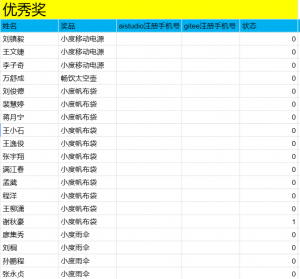 优秀奖
姓名 奖品 aistudio注册手机号 gitee注册手机号 状态
刘镇毅 小度移动电源 0
王文婕 小度移动电源 0
李子奇 小度移动电源 0
万舒成 畅饮太空壶 0
刘俊德 小度帆布袋 0
裴慧婷 小度帆布袋 0
蒋月宁 小度帆布袋 0
王小石 小度帆布袋 0
王逸俊 小度帆布袋 0
张宇翔 小度帆布袋 0
满江春 小度帆布袋 0
孟葳 小度帆布袋 0
程洋 小度帆布袋 0
王柳湘 小度帆布袋 0
谢秋豪 小度帆布袋 1
廖集秀 小度雨伞 0
刘桐 小度雨伞 0
孙鹏程 小度雨伞 0
张永贞 小度雨伞 0